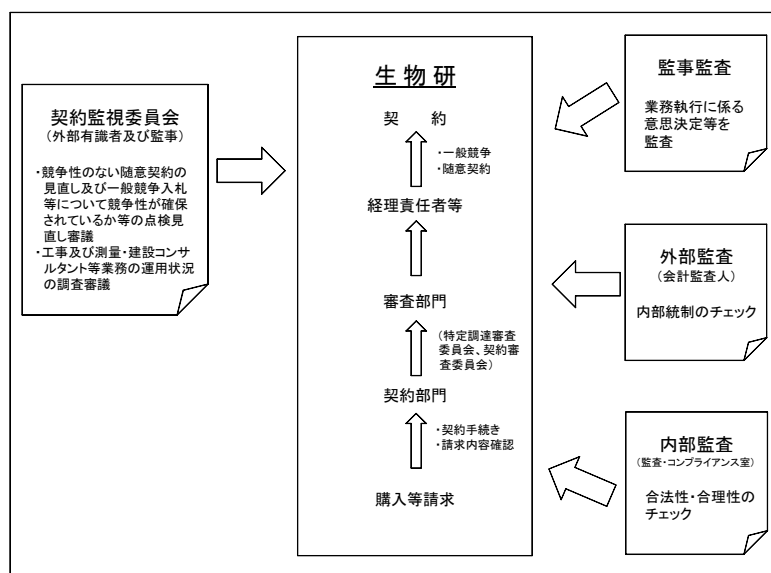 契約監視委員会
(外部有識者及び監事)
・競争性のない随意契約の
見直し及び一般競争入札
等について競争性が確保
されているか等の点検見
直し審議
・工事及び測量・建設コンサ
ルタント等業務の運用状況
の調査審議
生 物 研
契　約
・一般競争
・随意契約
経理責任者等
審査部門
(特定調達審査
委員会、契約審
査委員会)
契約部門
・契約手続き
・請求内容確認
購入等請求
監事監査
業務執行に係る
意思決定等を
監査
外部監査
(会計監査人)
内部統制のチェック
内部監査
(監査・コンプライアンス室)
合法性・合理性の
チェック